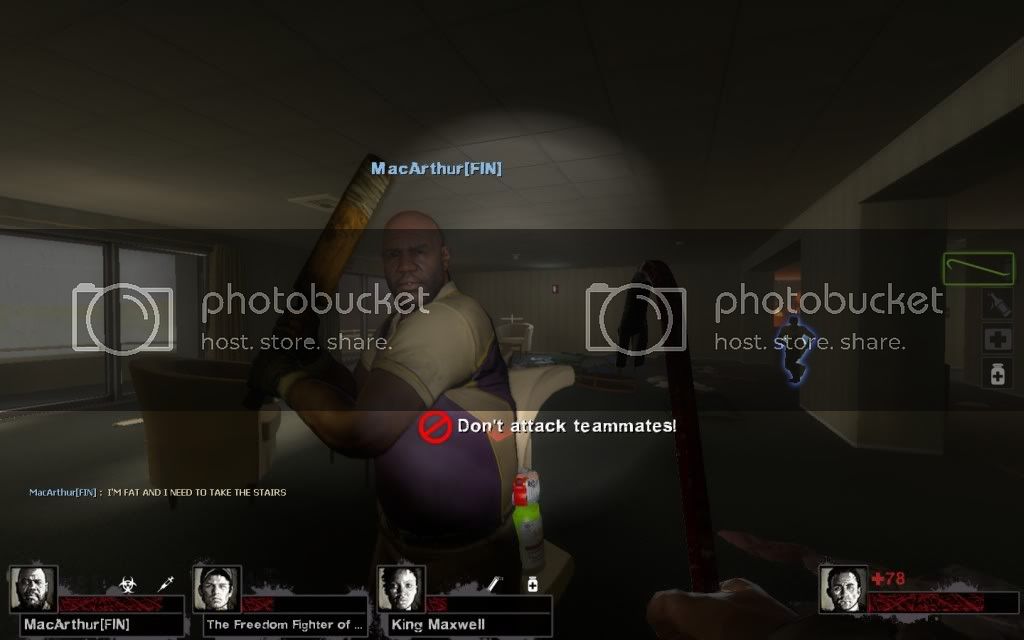 MacArthur[FIN]
photobucket
host. store. share.
photobucket
host. store. share.
Don't attack teammates!
MacArthur[FIN] : I'M FAT AND I NEED TO TAKE THE STAIRS
+78
MacArthur[FIN]
The Freedom Fighter of ...
King Maxwell